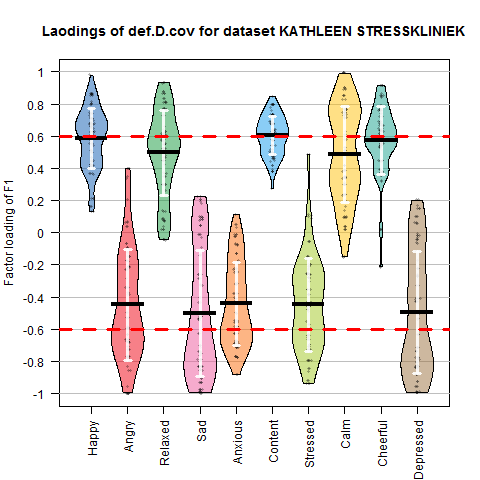 Laodings of def.D.cov for dataset KATHLEEN STRESSKLINIEK
Factor loading of F1
1
0.8
0.6
0.4
0.2
0
-0.2
-0.4
-0.6
-0.8
-1
Happy
Angry
Relaxed
Sad
Anxious
Content
Stressed
Calm
Cheerful
Depressed